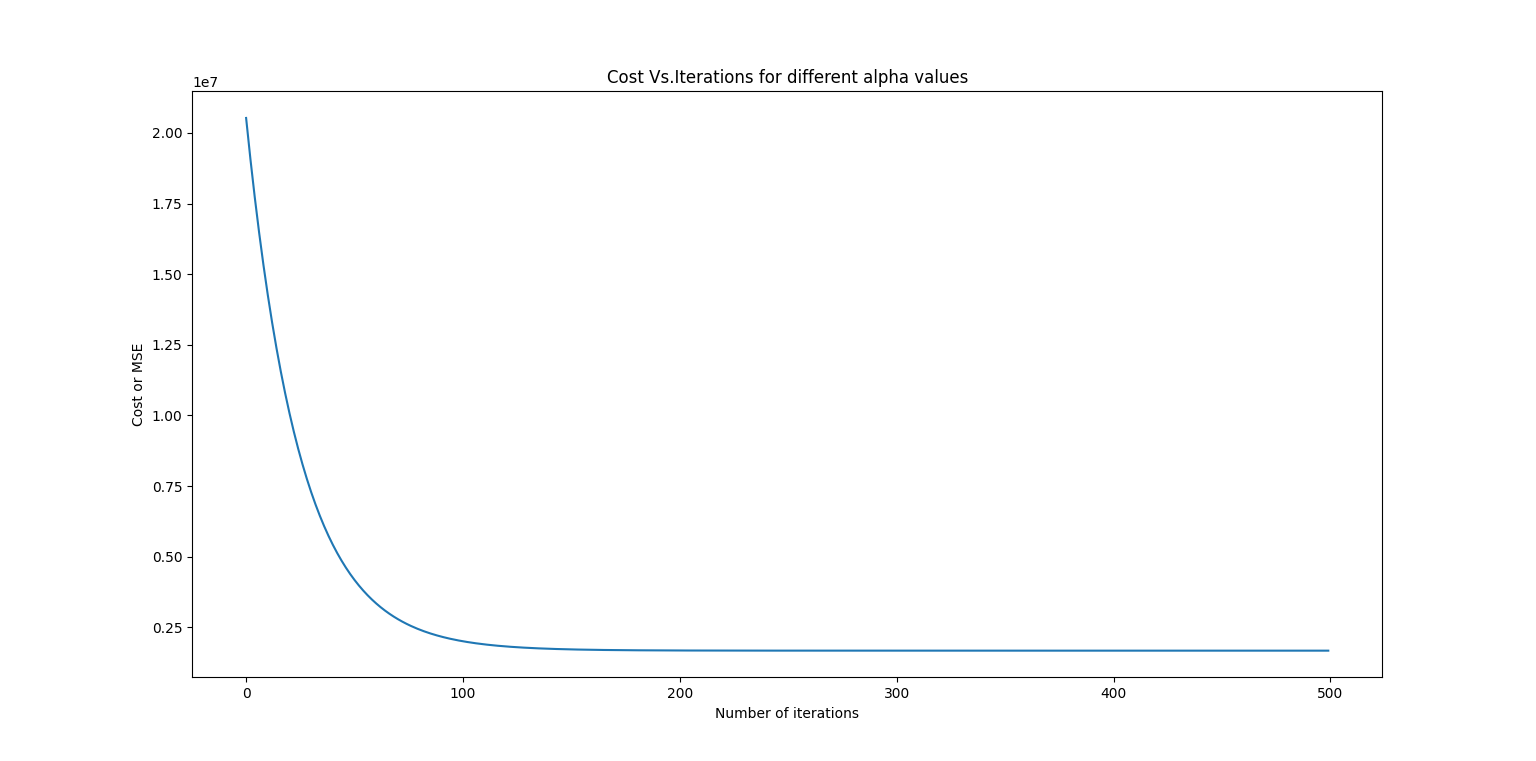 Cost Vs.Iterations for different alpha values
1e7
2.00
1.75
1.50
1.25
1.00
0.75
0.50
0.25
Cost or MSE
0 100 200 300 400 500
Number of iterations